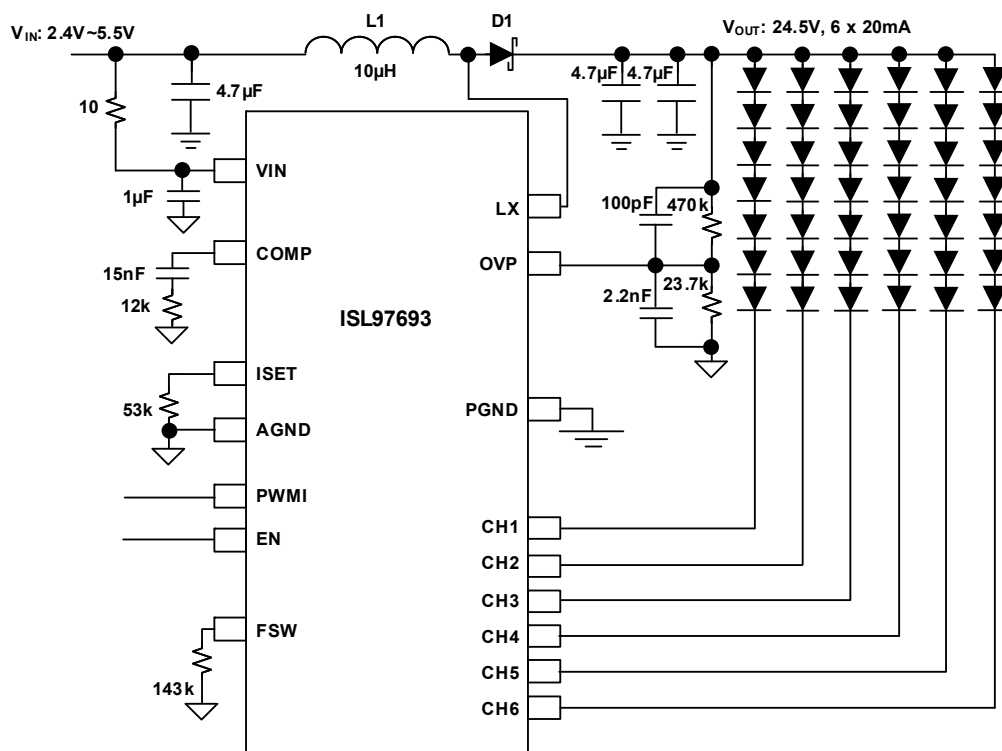 VIN: 2.4V~5.5V
L1
10µH
D1
VOUT: 24.5V, 6 x 20mA
10
4.7µF
4.7µF
4.7µF
1µF
VIN
LX
100pF
470k
COMP
OVP
15nF
12k
2.2nF
23.7k
ISL97693
ISET
53k
AGND
PGND
PWMI
EN
CH1
CH2
CH3
CH4
CH5
CH6
FSW
143k